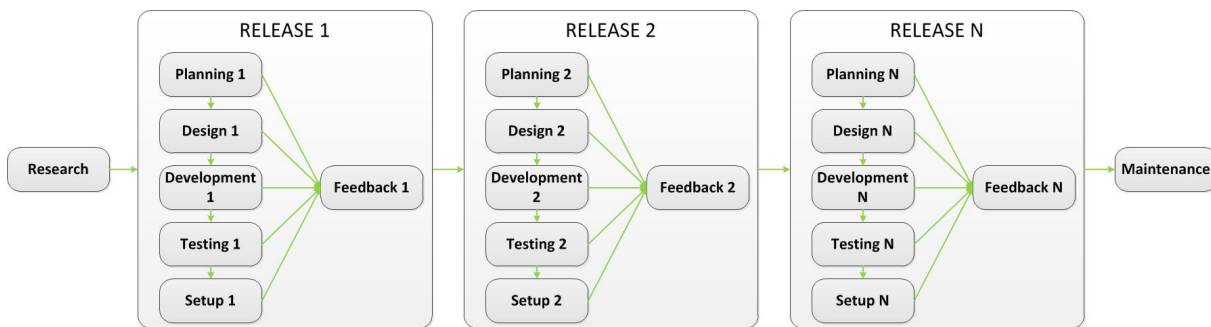 Research
RELEASE 1
Planning 1
Design 1
Development
1
Testing 1
Setup 1
Feedback 1
RELEASE 2
Planning 2
Design 2
Development
2
Testing 2
Setup 2
Feedback 2
RELEASE N
Planning N
Design N
Development
N
Testing N
Setup N
Feedback N
Maintenance